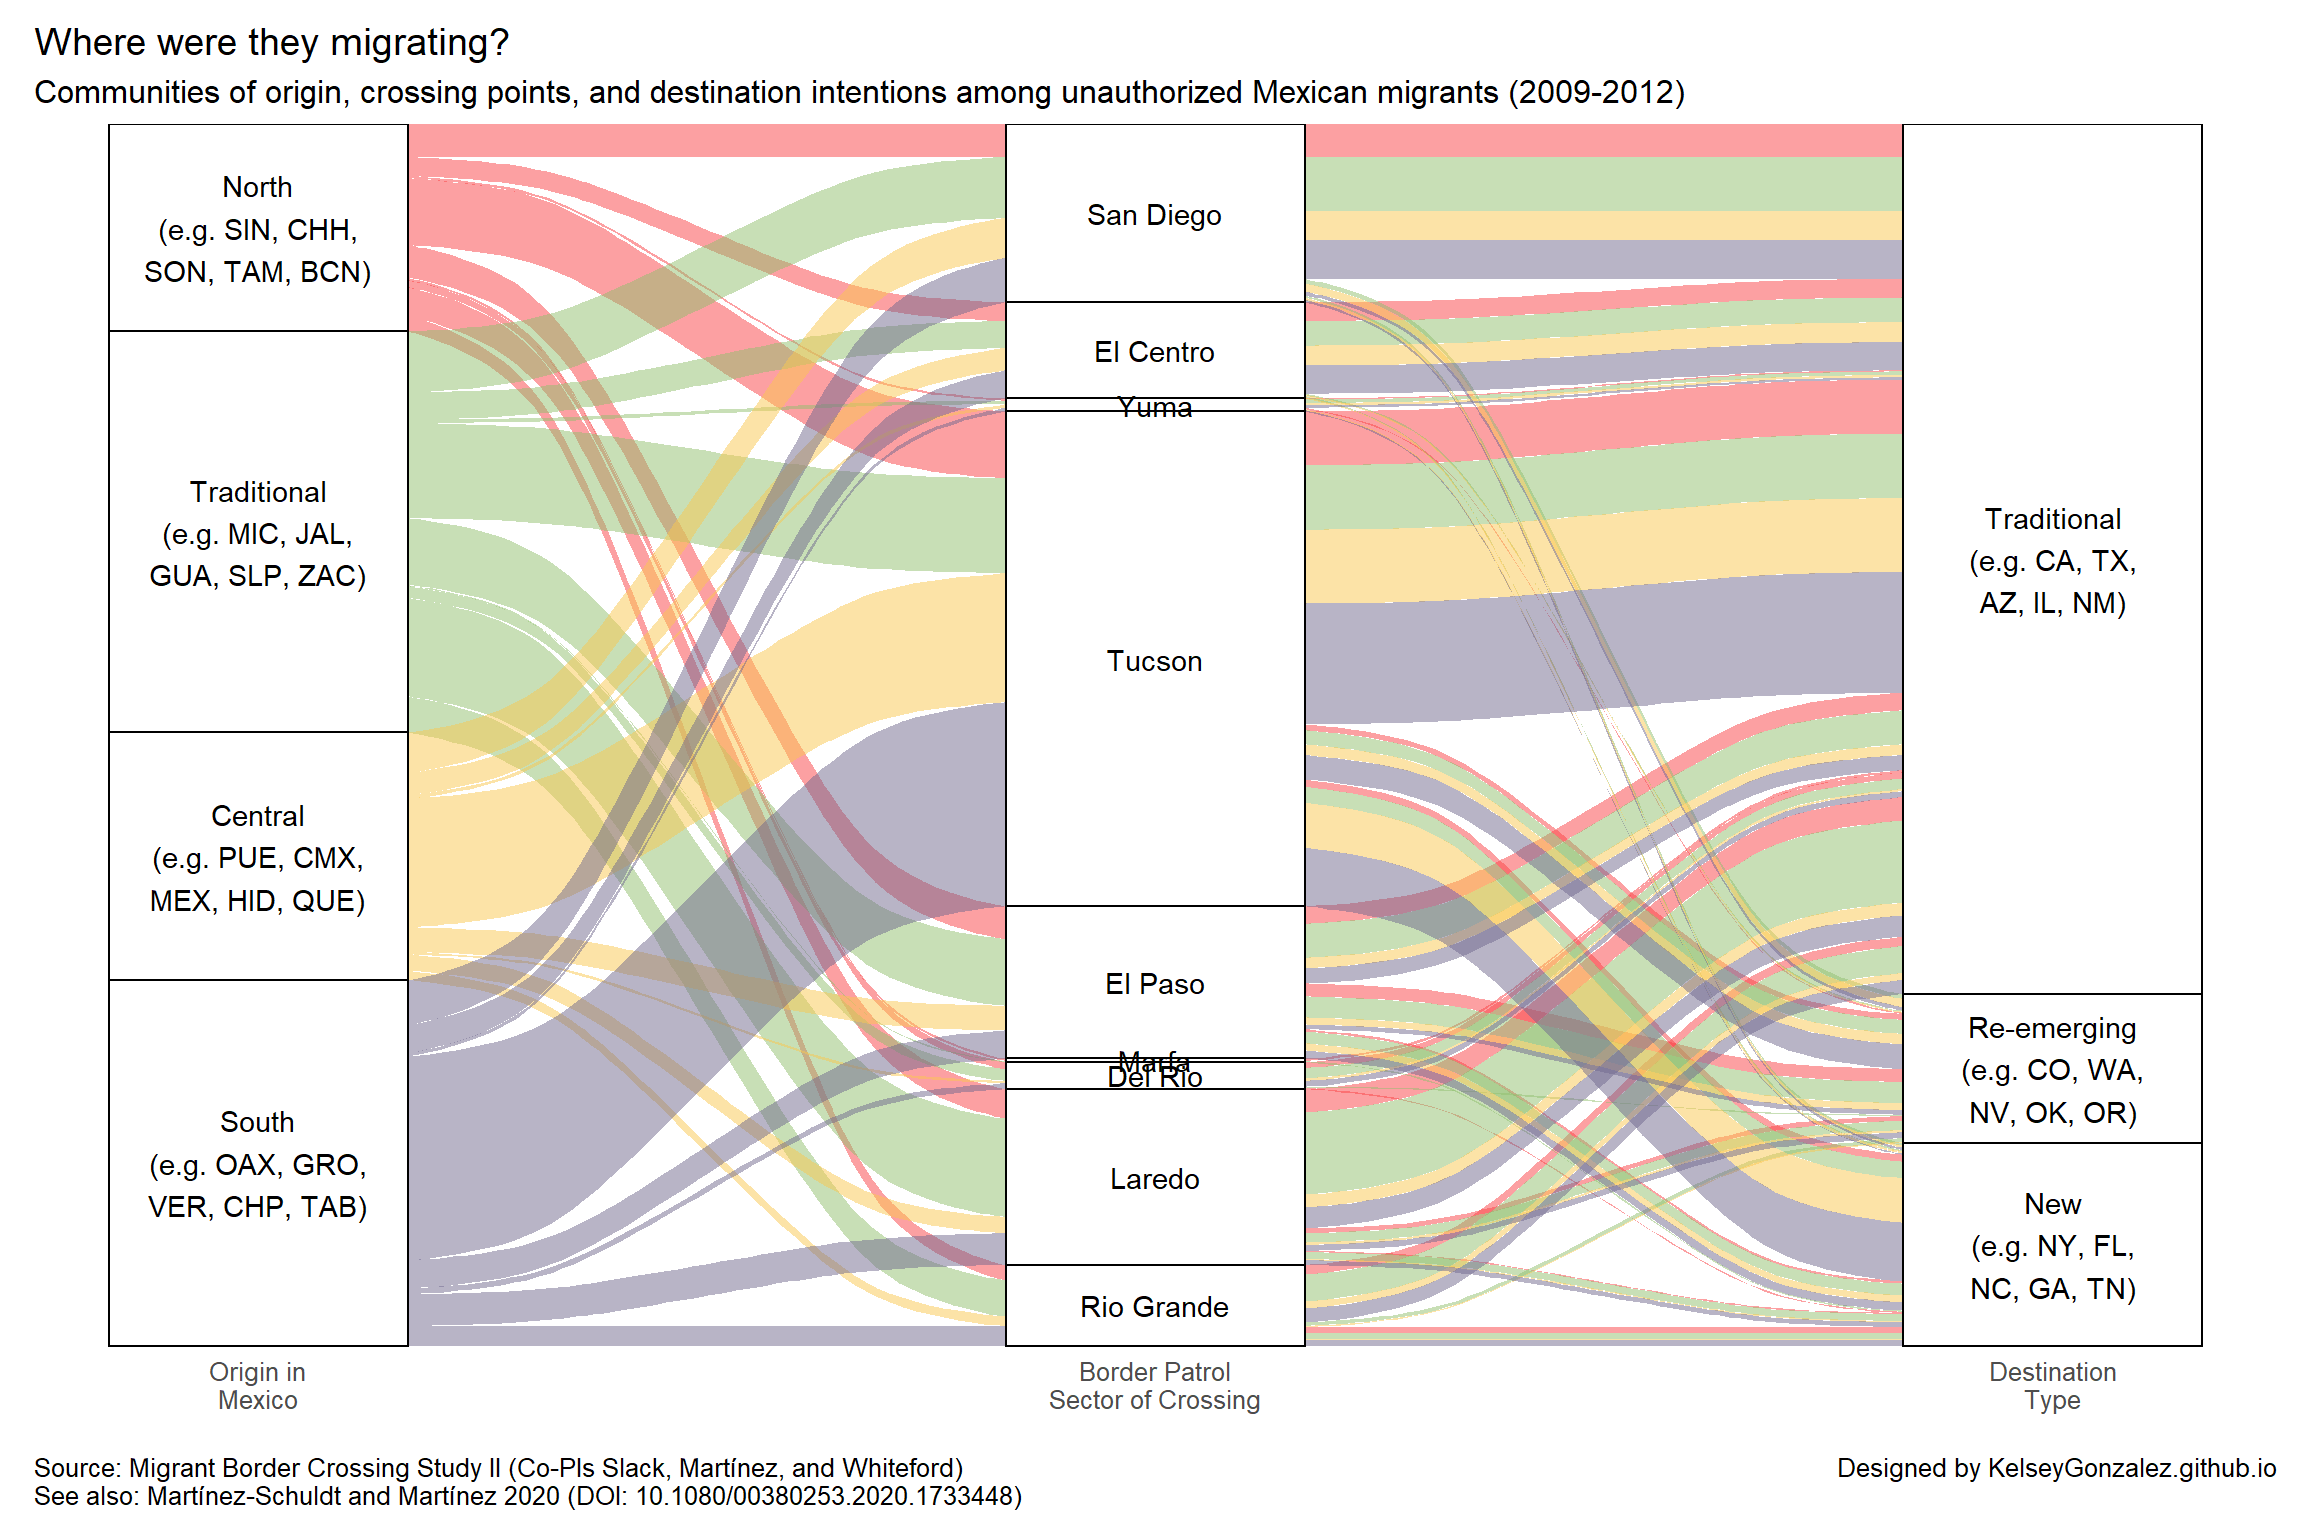 Where were they migrating?
Communities of origin, crossing points, and destination intentions among unauthorized Mexican migrants (2009-2012)
North
(e.g. SIN, CHH,
SON, TAM, BCN)
Traditional
(e.g. MIC, JAL,
GUA, SLP, ZAC)
Central
(e.g. PUE, CMX,
MEX, HID, QUE)
South
(e.g. OAX, GRO,
VER, CHP, TAB)
San Diego
El Centro
Yuma
Tucson
El Paso
Marfa
Del Rio
Laredo
Rio Grande
Traditional
(e.g. CA, TX,
AZ, IL, NM)
Re-emerging
(e.g. CO, WA,
NV, OK, OR)
New
(e.g. NY, FL,
NC, GA, TN)
Origin in
Mexico
Border Patrol
Sector of Crossing
Destination
Type
Source: Migrant Border Crossing Study II (Co-PIs Slack, Martínez, and Whiteford)
See also: Martínez-Schuldt and Martínez 2020 (DOI: 10.1080/00380253.2020.1733448)
Designed by KelseyGonzalez.github.io